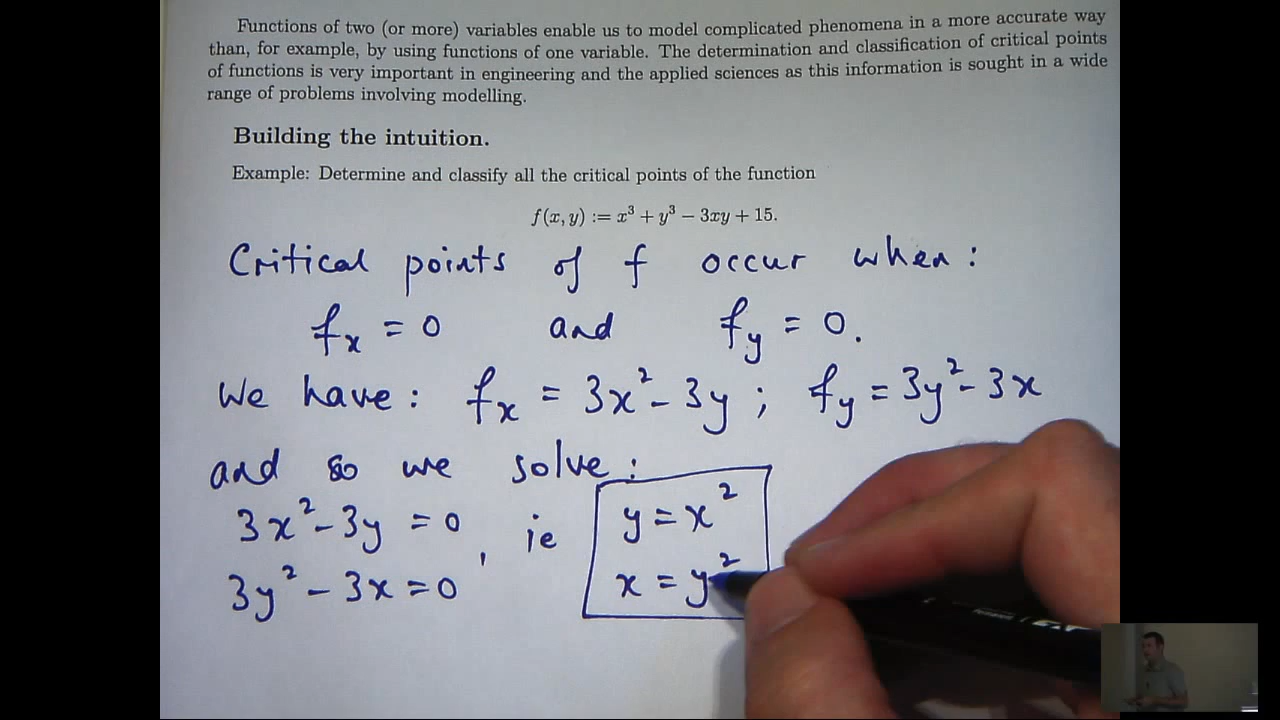 Functions of two (or more) variables enable us to model complicated phenomena in a more accurate way
than, for example, by using functions of one variable. The determination and classification of critical points
of functions is very important in engineering and the applied sciences as this information is sought in a wide
range of problems involving modelling.
Building the intuition.
Example: Determine and classify all the critical points of the function
f(x, y) := x³ + y³ − 3xy + 15.
Critical points of f occur when:
fₓ = 0 and f_y = 0.
We have: fₓ = 3x² − 3y ; f_y = 3y² − 3x
and so we solve:
3x² − 3y = 0 , ie y = x²
3y² − 3x = 0 x = y²